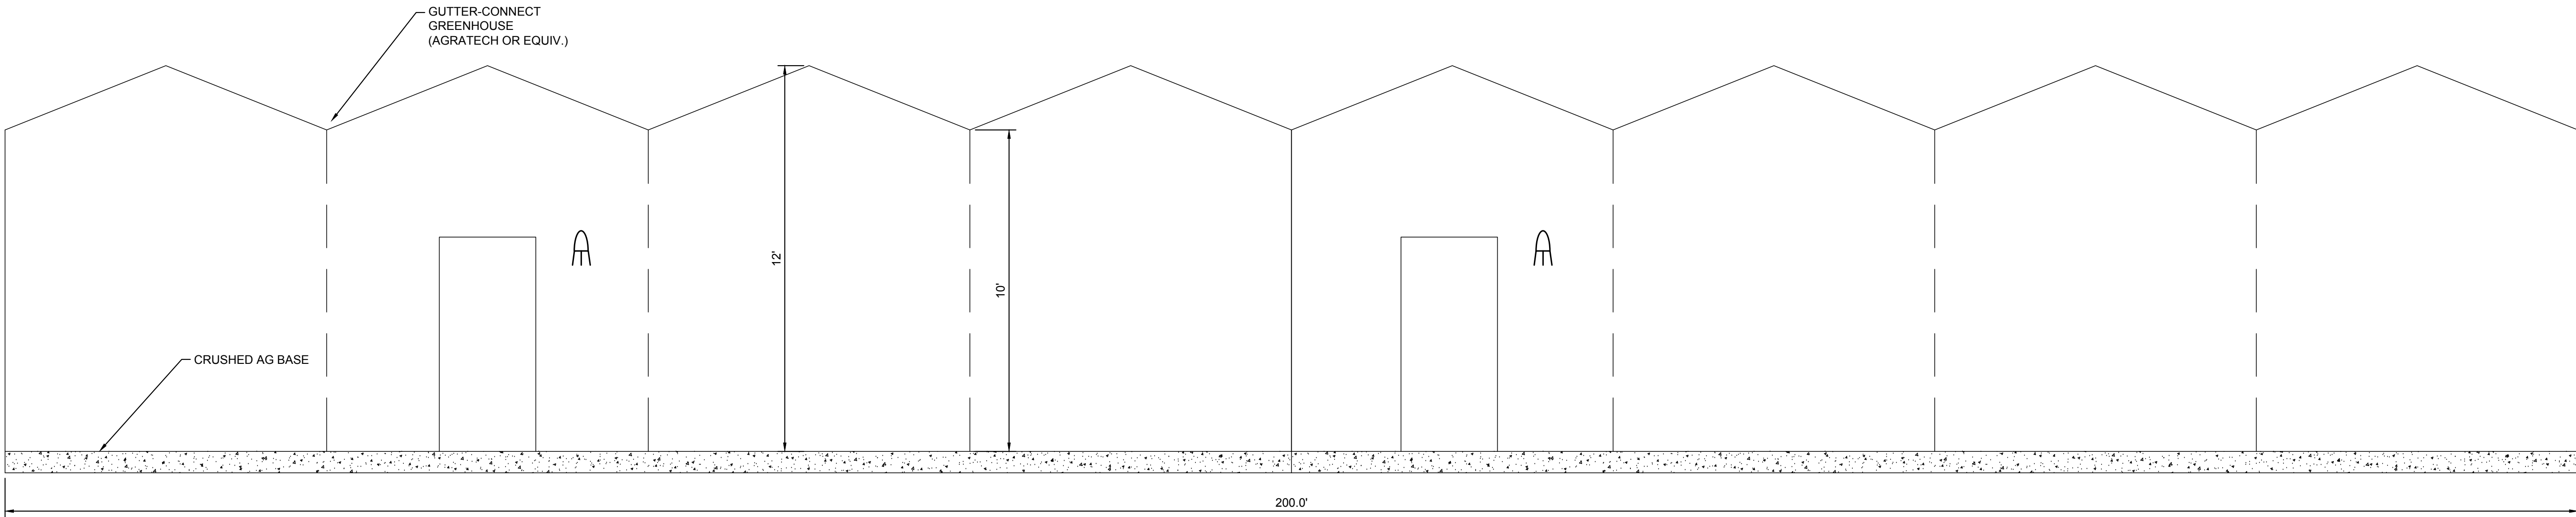 GUTTER-CONNECT
GREENHOUSE
(AGRATECH OR EQUIV.)
12'
10'
CRUSHED AG BASE
200.0'